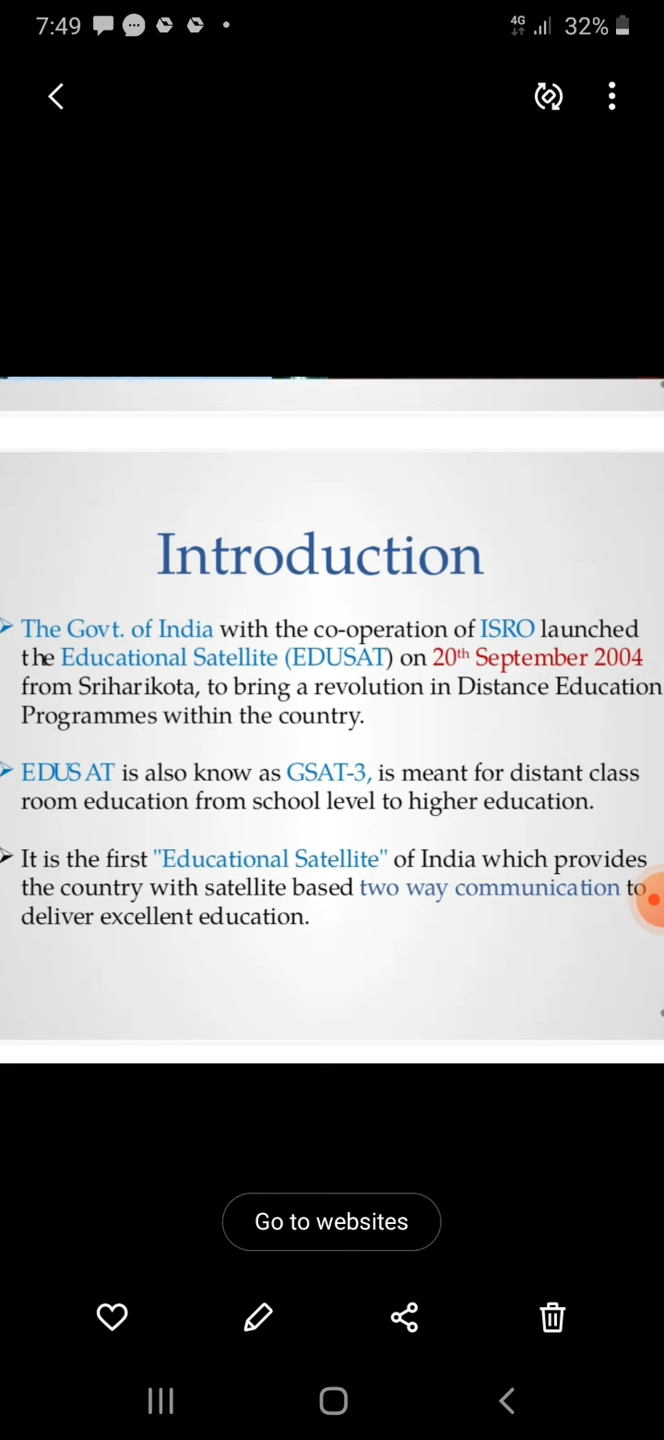 7:49
4G 32%
Introduction
The Govt. of India with the co-operation of ISRO launched
the Educational Satellite (EDUSAT) on 20th September 2004
from Sriharikota, to bring a revolution in Distance Education
Programmes within the country.
EDUSAT is also know as GSAT-3, is meant for distant class
room education from school level to higher education.
It is the first "Educational Satellite" of India which provides
the country with satellite based two way communication to
deliver excellent education.
Go to websites